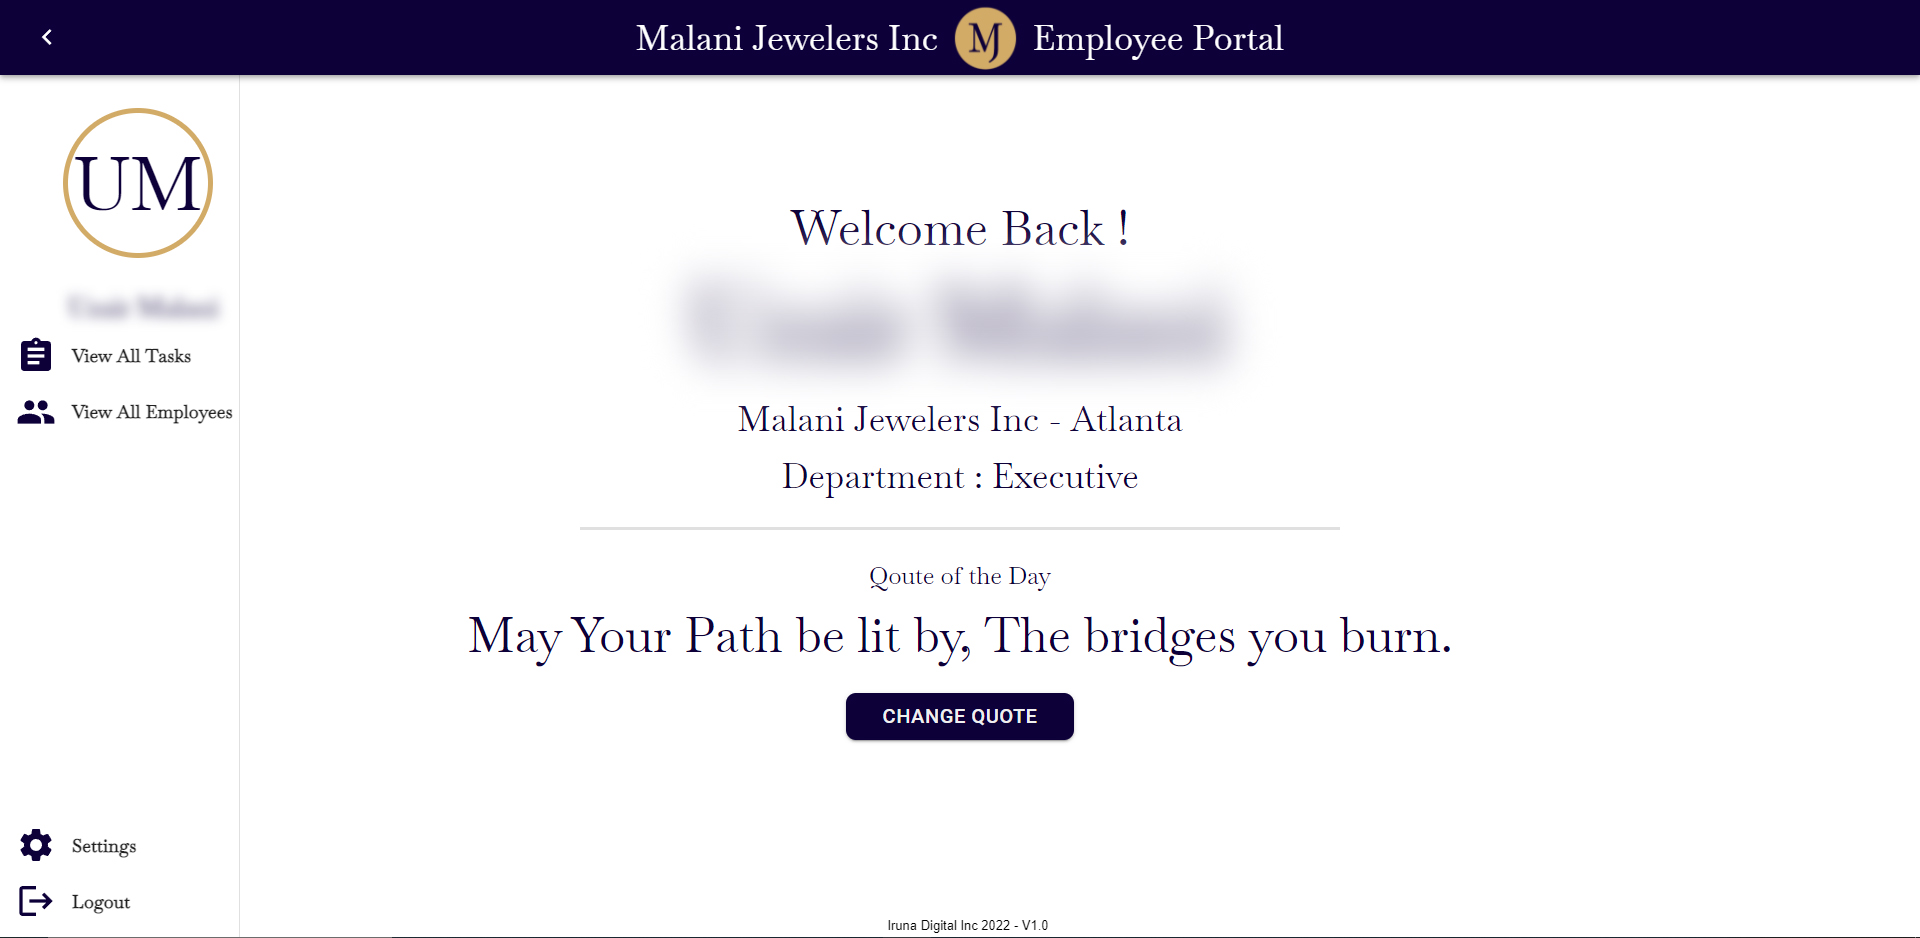 Malani Jewelers Inc MJ Employee Portal
UM
View All Tasks
View All Employees
Welcome Back !
Malani Jewelers Inc - Atlanta
Department : Executive
Qoute of the Day
May Your Path be lit by, The bridges you burn.
CHANGE QUOTE
Settings
Logout
Iruna Digital Inc 2022 - V1.0